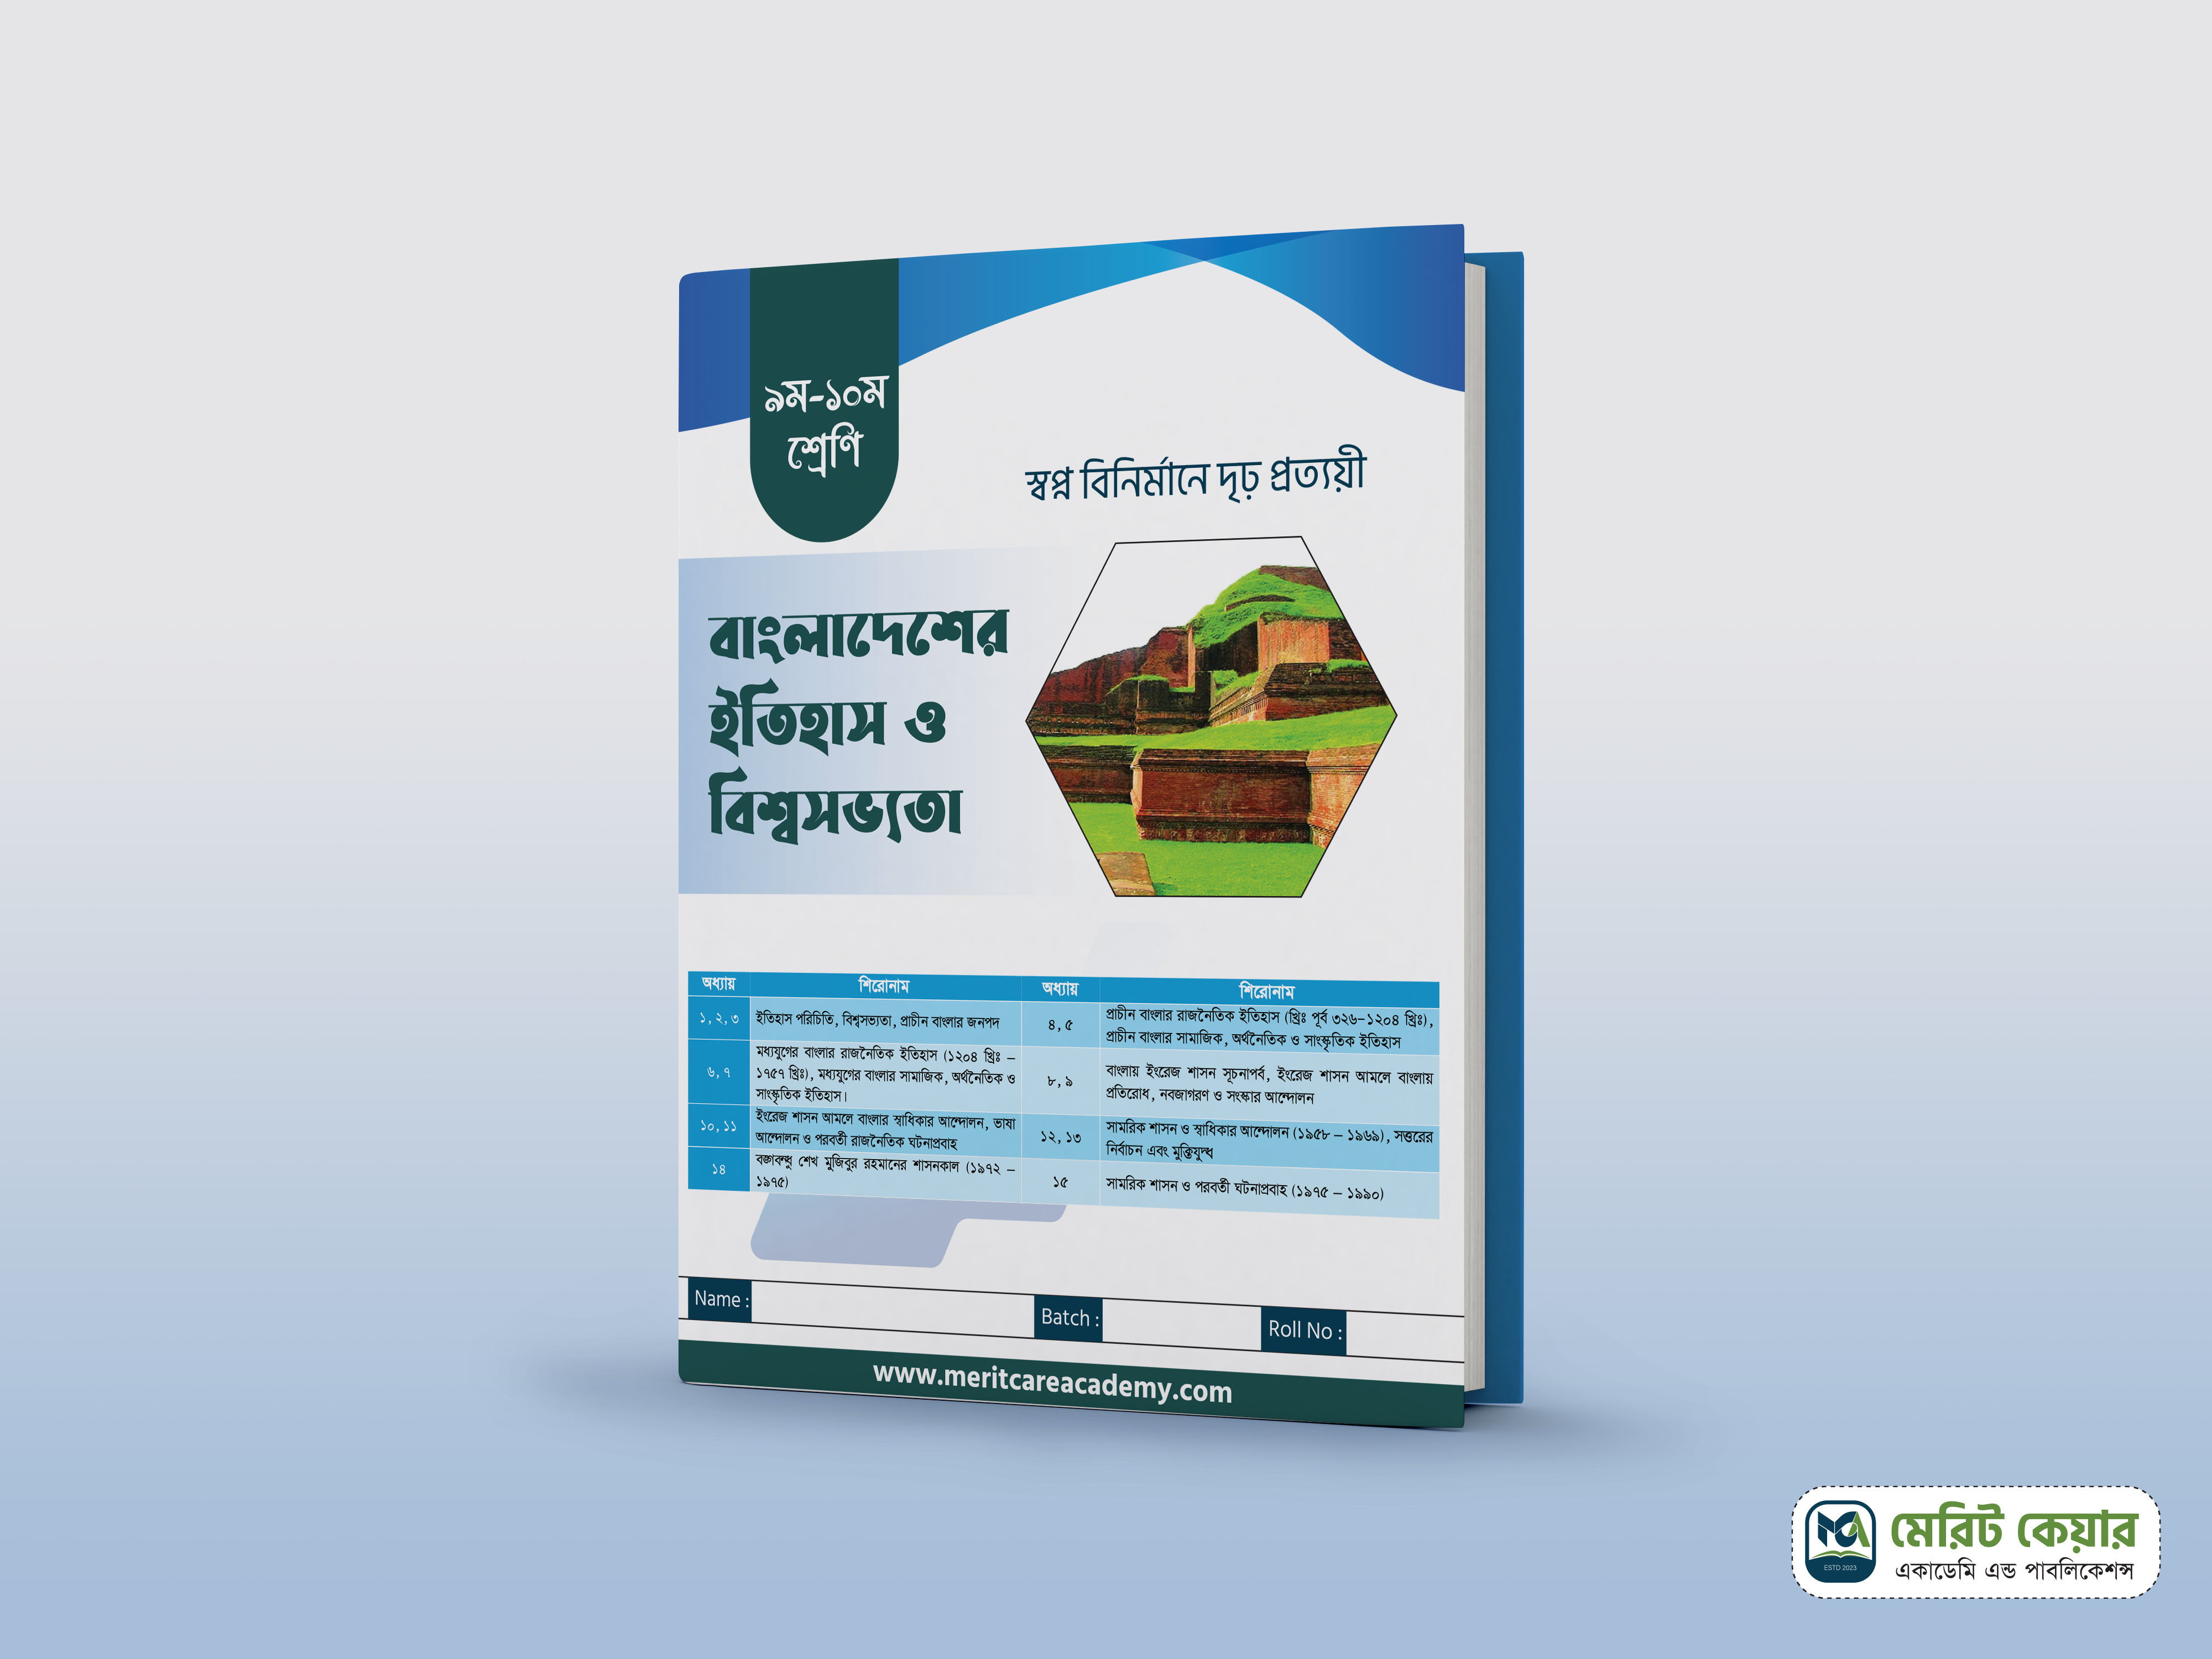 ৯ম-১০ম
শ্রেণি
স্বপ্ন বিনির্মানে দৃঢ় প্রত্যয়ী
বাংলাদেশের
ইতিহাস ও
বিশ্বসভ্যতা
অধ্যায় শিরোনাম অধ্যায় শিরোনাম
১, ২, ৩ ইতিহাস পরিচিতি, বিশ্বসভ্যতা, প্রাচীন বাংলার জনপদ
৪, ৫ প্রাচীন বাংলার রাজনৈতিক ইতিহাস (খ্রিঃ পূর্ব ৩২৬–১২০৪ খ্রিঃ),
প্রাচীন বাংলার সামাজিক, অর্থনৈতিক ও সাংস্কৃতিক ইতিহাস
৬, ৭ মধ্যযুগের বাংলার রাজনৈতিক ইতিহাস (১২০৪ খ্রিঃ –
১৭৫৭ খ্রিঃ), মধ্যযুগের বাংলার সামাজিক, অর্থনৈতিক ও
সাংস্কৃতিক ইতিহাস।
৮, ৯ বাংলায় ইংরেজ শাসন সূচনাপর্ব, ইংরেজ শাসন আমলে বাংলায়
প্রতিরোধ, নবজাগরণ ও সংস্কার আন্দোলন
১০, ১১ ইংরেজ শাসন আমলে বাংলার স্বাধিকার আন্দোলন, ভাষা
আন্দোলন ও পরবর্তী রাজনৈতিক ঘটনাপ্রবাহ
১২, ১৩ সামরিক শাসন ও স্বাধিকার আন্দোলন (১৯৫৮ – ১৯৬৯), সত্তরের
নির্বাচন এবং মুক্তিযুদ্ধ
১৪ বঙ্গবন্ধু শেখ মুজিবুর রহমানের শাসনকাল (১৯৭২ –
১৯৭৫)
১৫ সামরিক শাসন ও পরবর্তী ঘটনাপ্রবাহ (১৯৭৫ – ১৯৯০)
Name :
Batch :
Roll No :
www.meritcareacademy.com
MCA
ESTD 2023
মেরিট কেয়ার
একাডেমি এন্ড পাবলিকেশন্স